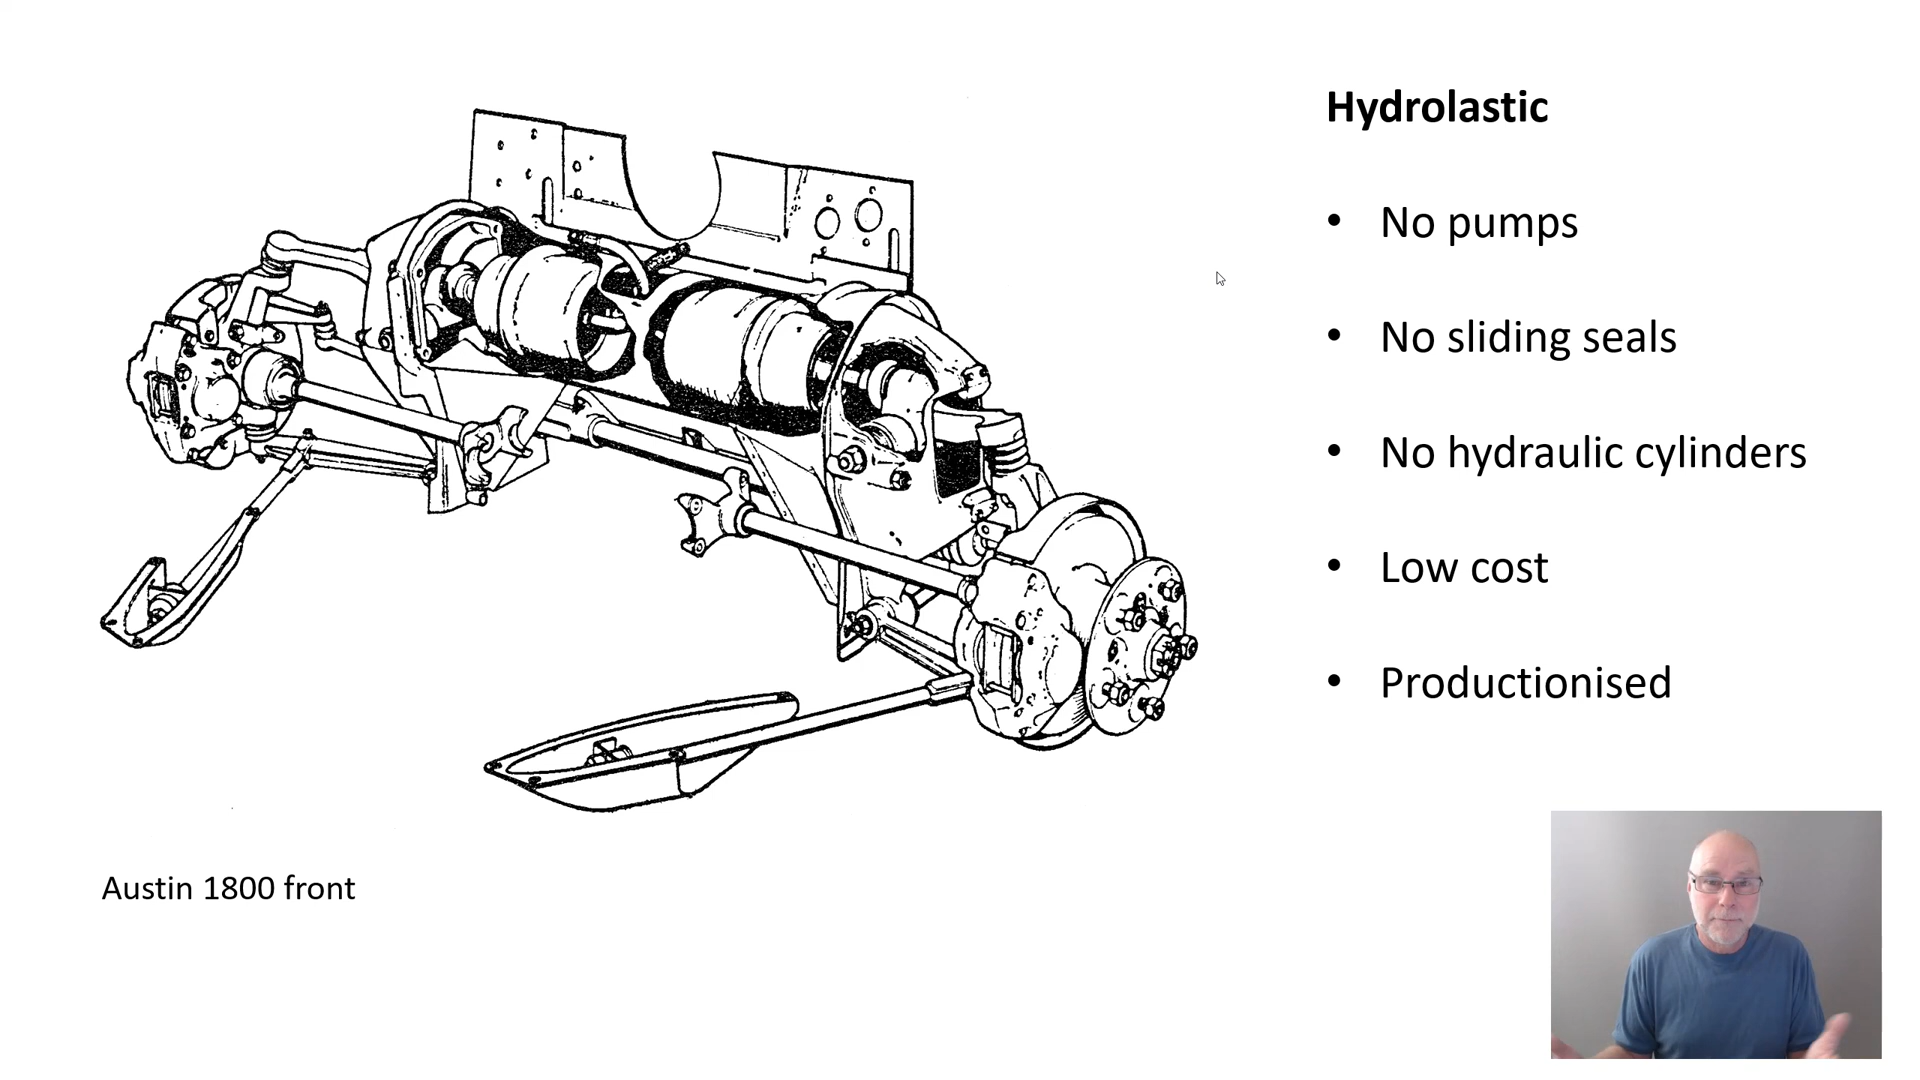 Hydrolastic
• No pumps
• No sliding seals
• No hydraulic cylinders
• Low cost
• Productionised
Austin 1800 front